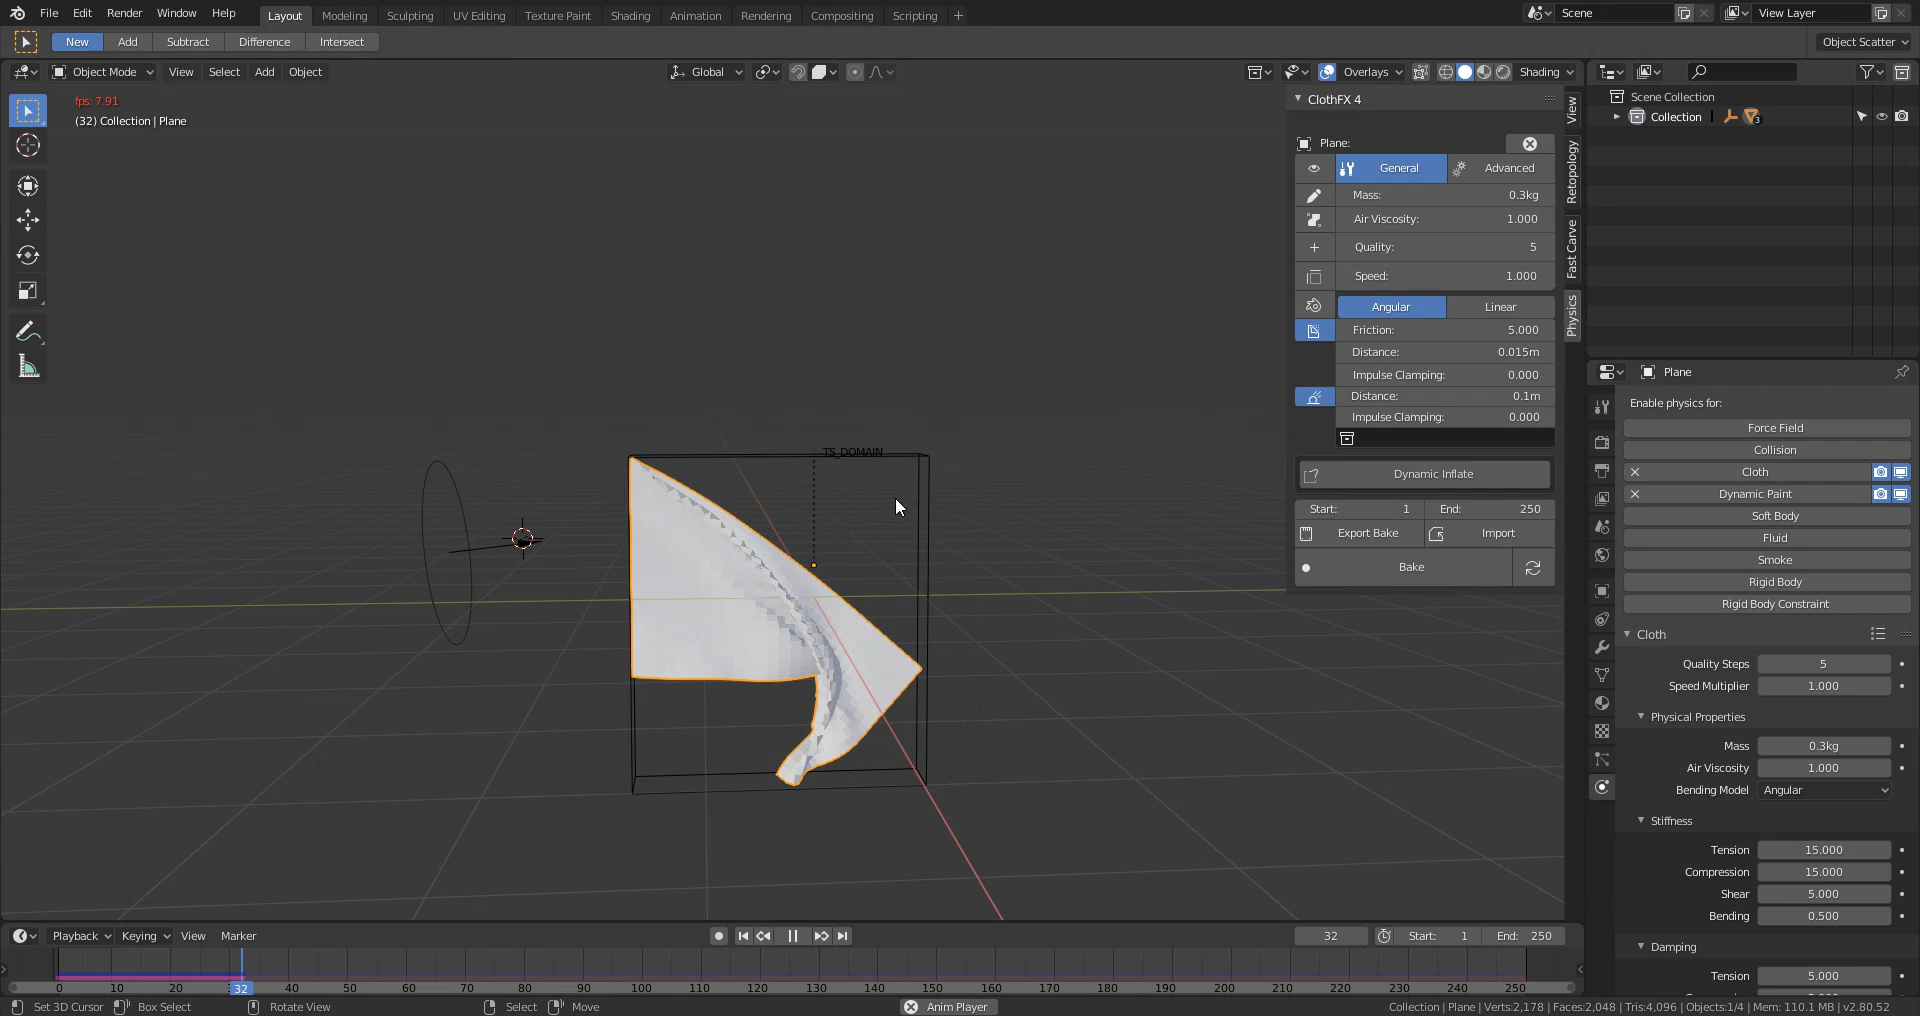 File Edit Render Window Help Layout Modeling Sculpting UV Editing Texture Paint Shading Animation Rendering Compositing Scripting + Scene View Layer
New Add Subtract Difference Intersect Object Scatter
Object Mode View Select Add Object Global Overlays Shading
fps: 7.91
(32) Collection | Plane
TS_DOMAIN
ClothFX 4
Plane:
General Advanced
Mass: 0.3kg
Air Viscosity: 1.000
Quality: 5
Speed: 1.000
Angular Linear
Friction: 5.000
Distance: 0.015m
Impulse Clamping: 0.000
Distance: 0.1m
Impulse Clamping: 0.000
Dynamic Inflate
Start: 1 End: 250
Export Bake Import
Bake
View
Retopology
Fast Carve
Physics
Scene Collection
Collection 3
Plane
Enable physics for:
Force Field
Collision
Cloth
Dynamic Paint
Soft Body
Fluid
Smoke
Rigid Body
Rigid Body Constraint
Cloth
Quality Steps 5
Speed Multiplier 1.000
Physical Properties
Mass 0.3kg
Air Viscosity 1.000
Bending Model Angular
Stiffness
Tension 15.000
Compression 15.000
Shear 5.000
Bending 0.500
Damping
Tension 5.000
Playback Keying View Marker 32 Start: 1 End: 250
0 10 20 32 40 50 60 70 80 90 100 110 120 130 140 150 160 170 180 190 200 210 220 230 240 250
Set 3D Cursor Box Select Rotate View Select Move Anim Player Collection | Plane | Verts:2,178 | Faces:2,048 | Tris:4,096 | Objects:1/4 | Mem: 110.1 MB | v2.80.52